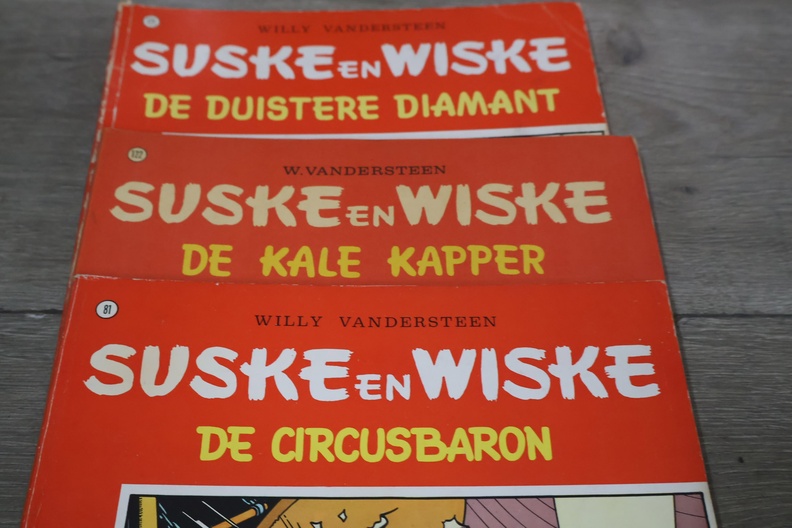 WILLY VANDERSTEEN
SUSKE EN WISKE
DE DUISTERE DIAMANT
122
W.VANDERSTEEN
SUSKE EN WISKE
DE KALE KAPPER
81
WILLY VANDERSTEEN
SUSKE EN WISKE
DE CIRCUSBARON